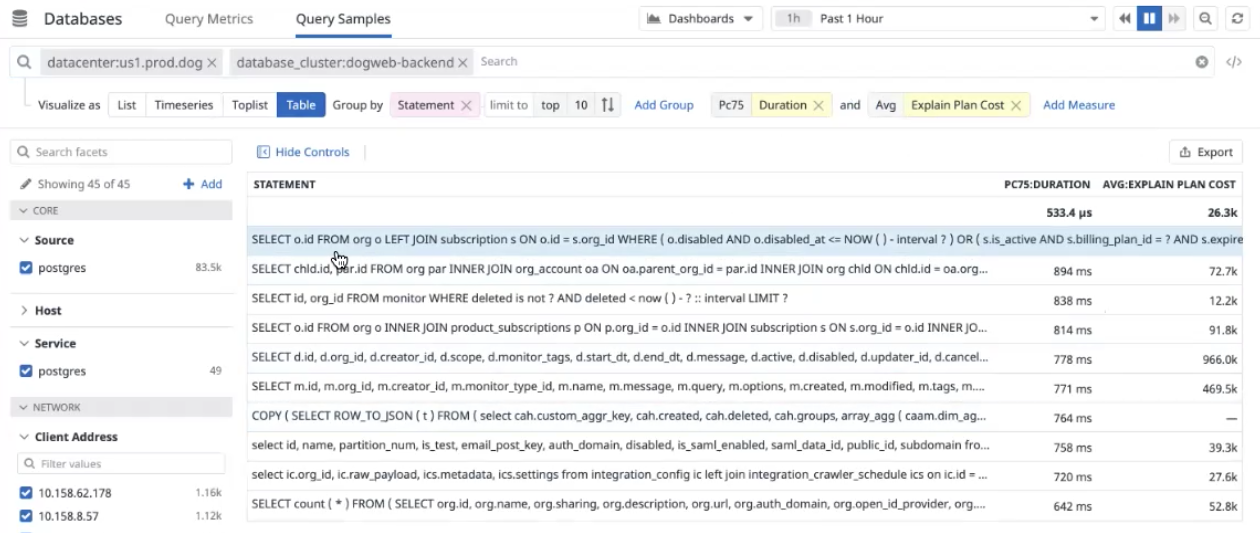 Databases Query Metrics Query Samples Dashboards 1h Past 1 Hour
datacenter:us1.prod.dog × database_cluster:dogweb-backend × Search </>
Visualize as List Timeseries Toplist Table Group by Statement × limit to top 10 Add Group Pc75 Duration × and Avg Explain Plan Cost × Add Measure
Search facets
Hide Controls
Export
Showing 45 of 45 + Add
CORE
Source
postgres 83.5k
Host
Service
postgres 49
NETWORK
Client Address
Filter values
10.158.62.178 1.16k
10.158.8.57 1.12k
STATEMENT PC75:DURATION AVG:EXPLAIN PLAN COST
533.4 µs 26.3k
SELECT o.id FROM org o LEFT JOIN subscription s ON o.id = s.org_id WHERE ( o.disabled AND o.disabled_at <= NOW ( ) - interval ? ) OR ( s.is_active AND s.billing_plan_id = ? AND s.expire
SELECT chld.id, par.id FROM org par INNER JOIN org_account oa ON oa.parent_org_id = par.id INNER JOIN org chld ON chld.id = oa.org... 894 ms 72.7k
SELECT id, org_id FROM monitor WHERE deleted is not ? AND deleted < now ( ) - ? :: interval LIMIT ? 838 ms 12.2k
SELECT o.id FROM org o INNER JOIN product_subscriptions p ON p.org_id = o.id INNER JOIN subscription s ON s.org_id = o.id INNER JO... 814 ms 91.8k
SELECT d.id, d.org_id, d.creator_id, d.scope, d.monitor_tags, d.start_dt, d.end_dt, d.message, d.active, d.disabled, d.updater_id, d.cancel... 778 ms 966.0k
SELECT m.id, m.org_id, m.creator_id, m.monitor_type_id, m.name, m.message, m.query, m.options, m.created, m.modified, m.tags, m.... 771 ms 469.5k
COPY ( SELECT ROW_TO_JSON ( t ) FROM ( select cah.custom_aggr_key, cah.created, cah.deleted, cah.groups, array_agg ( caam.dim_ag... 764 ms —
select id, name, partition_num, is_test, email_post_key, auth_domain, disabled, is_saml_enabled, saml_data_id, public_id, subdomain fro... 758 ms 39.3k
select ic.org_id, ic.raw_payload, ics.metadata, ics.settings from integration_config ic left join integration_crawler_schedule ics on ic.id = ... 720 ms 27.6k
SELECT count ( * ) FROM ( SELECT org.id, org.name, org.sharing, org.description, org.url, org.auth_domain, org.open_id_provider, org.... 642 ms 52.8k